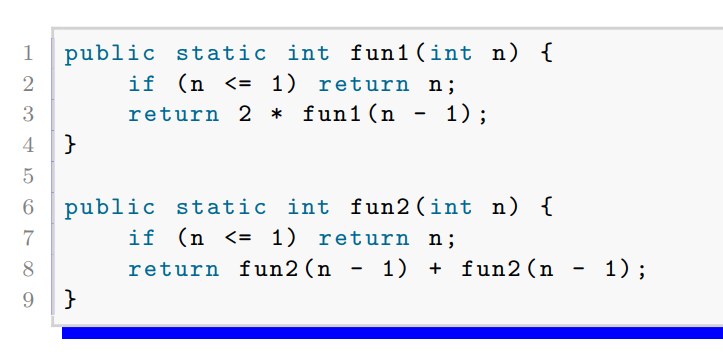 1 public static int fun1(int n) {
2     if (n <= 1) return n;
3     return 2 * fun1(n - 1);
4 }
5
6 public static int fun2(int n) {
7     if (n <= 1) return n;
8     return fun2(n - 1) + fun2(n - 1);
9 }